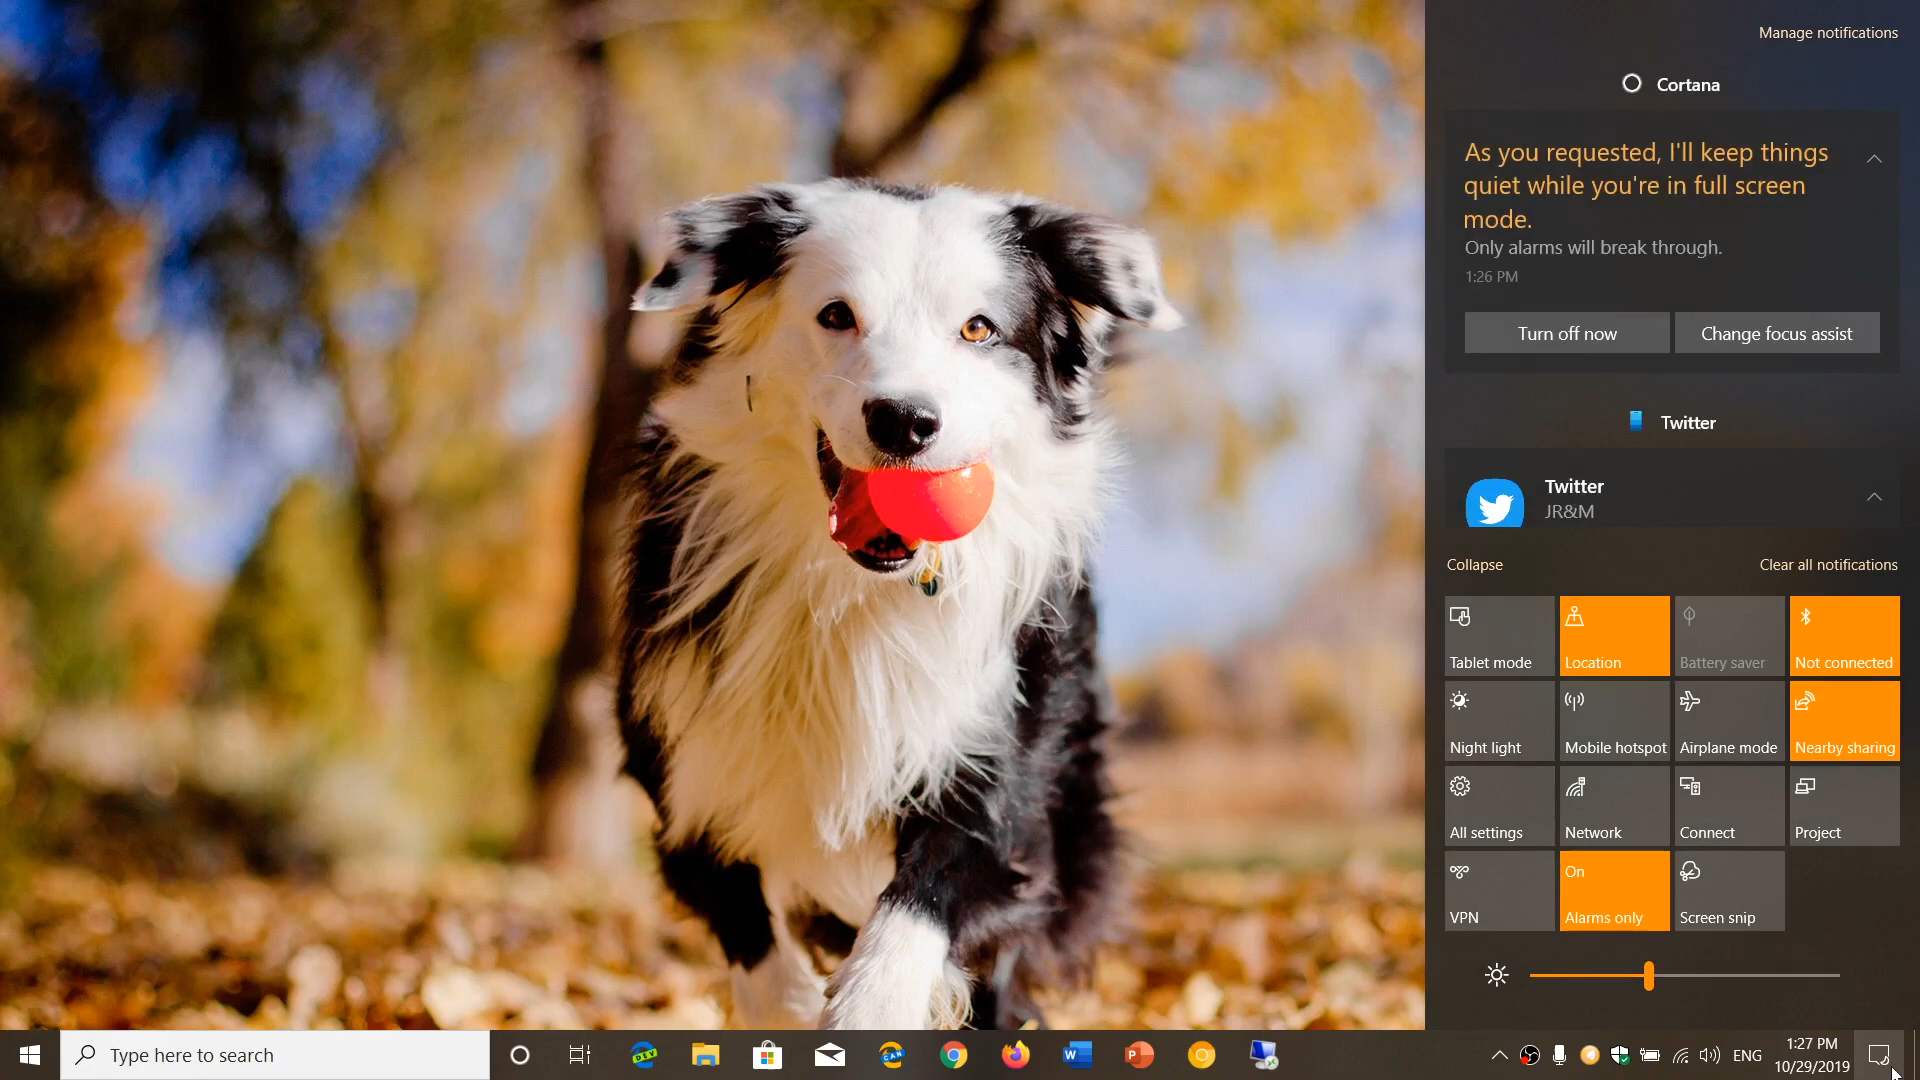 Manage notifications
Cortana
As you requested, I'll keep things
quiet while you're in full screen
mode.
Only alarms will break through.
1:26 PM
Turn off now
Change focus assist
Twitter
Twitter
JR&M
Collapse
Clear all notifications
Tablet mode
Location
Battery saver
Not connected
Night light
Mobile hotspot
Airplane mode
Nearby sharing
All settings
Network
Connect
Project
VPN
On
Alarms only
Screen snip
Type here to search
DEV
CAN
W
P
ENG
1:27 PM
10/29/2019